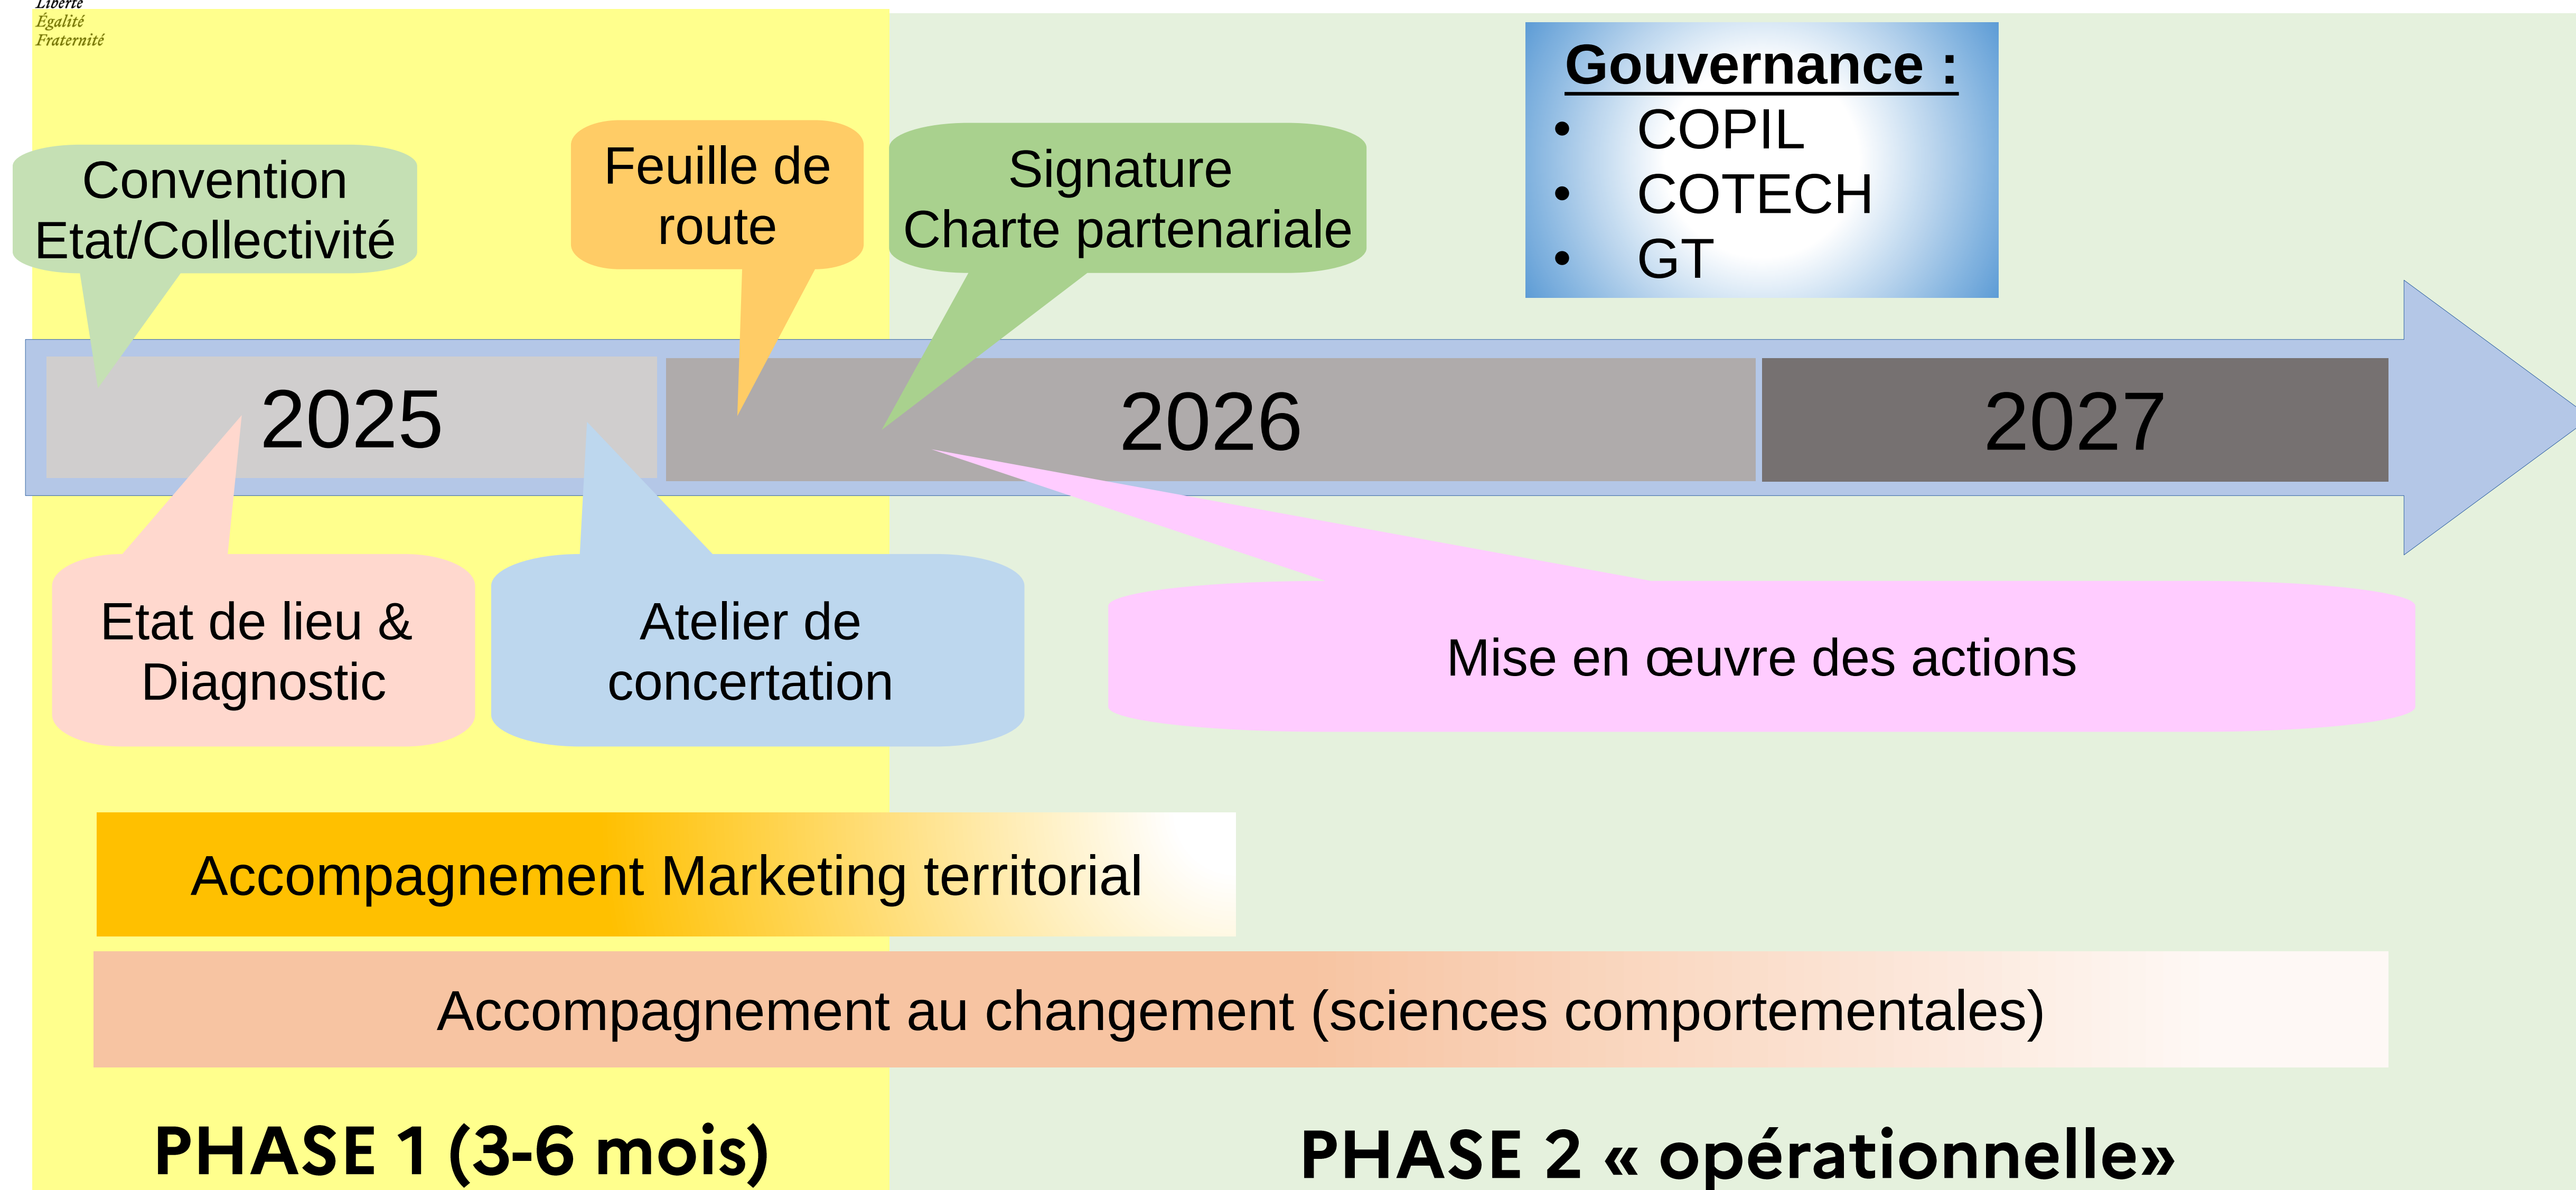 Liberté
Égalité
Fraternité
Gouvernance :
• COPIL
• COTECH
• GT
Convention
Etat/Collectivité
Feuille de
route
Signature
Charte partenariale
2025
2026
2027
Etat de lieu &
Diagnostic
Atelier de
concertation
Mise en œuvre des actions
Accompagnement Marketing territorial
Accompagnement au changement (sciences comportementales)
PHASE 1 (3-6 mois)
PHASE 2 « opérationnelle»